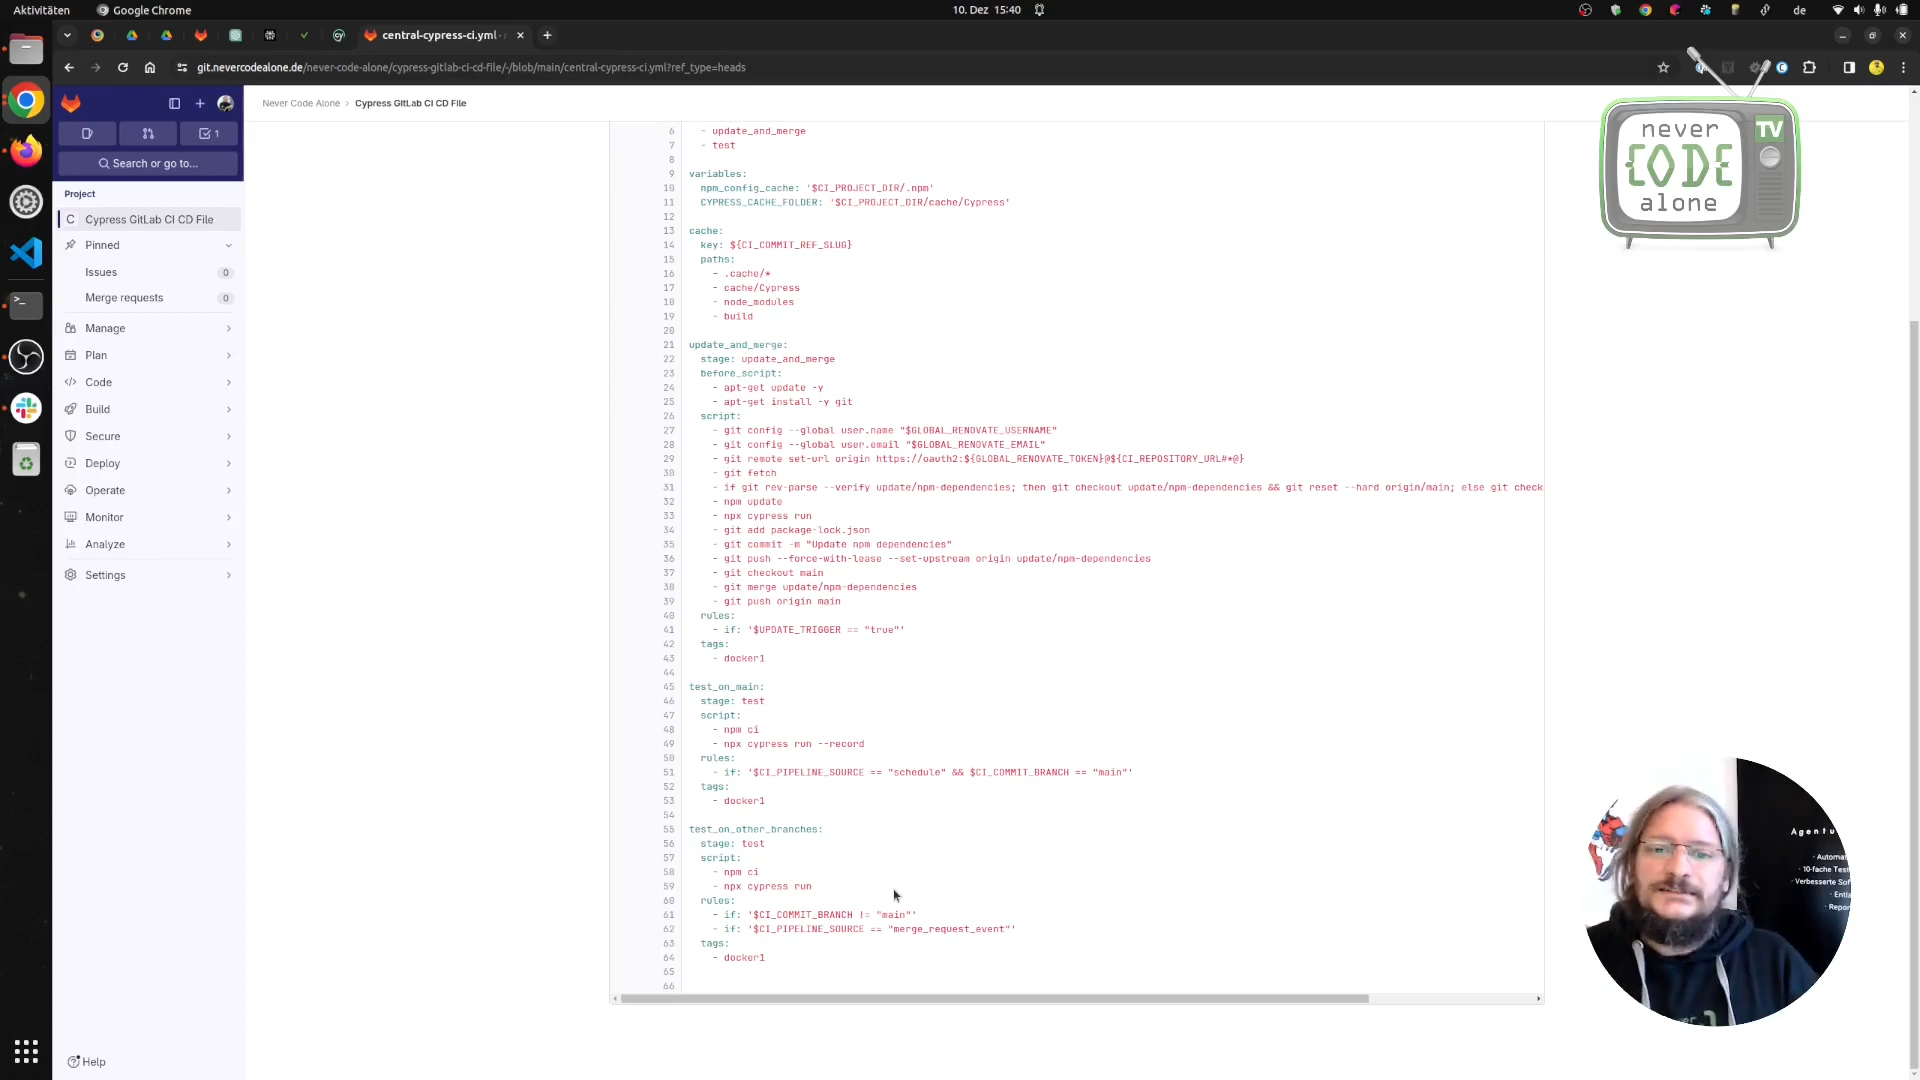 Aktivitäten
Google Chrome
10. Dez 15:40
de
central-cypress-ci.yml
git.nevercodealone.de/never-code-alone/cypress-gitlab-ci-cd-file/-/blob/main/central-cypress-ci.yml?ref_type=heads
1
Search or go to...
Project
C Cypress GitLab CI CD File
Pinned
Issues 0
Merge requests 0
Manage
Plan
Code
Build
Secure
Deploy
Operate
Monitor
Analyze
Settings
Help
Never Code Alone › Cypress GitLab CI CD File
6 - update_and_merge
7 - test
8
9 variables:
10 npm_config_cache: '$CI_PROJECT_DIR/.npm'
11 CYPRESS_CACHE_FOLDER: '$CI_PROJECT_DIR/cache/Cypress'
12
13 cache:
14 key: ${CI_COMMIT_REF_SLUG}
15 paths:
16 - .cache/*
17 - cache/Cypress
18 - node_modules
19 - build
20
21 update_and_merge:
22 stage: update_and_merge
23 before_script:
24 - apt-get update -y
25 - apt-get install -y git
26 script:
27 - git config --global user.name "$GLOBAL_RENOVATE_USERNAME"
28 - git config --global user.email "$GLOBAL_RENOVATE_EMAIL"
29 - git remote set-url origin https://oauth2:${GLOBAL_RENOVATE_TOKEN}@${CI_REPOSITORY_URL#*@}
30 - git fetch
31 - if git rev-parse --verify update/npm-dependencies; then git checkout update/npm-dependencies && git reset --hard origin/main; else git check
32 - npm update
33 - npx cypress run
34 - git add package-lock.json
35 - git commit -m "Update npm dependencies"
36 - git push --force-with-lease --set-upstream origin update/npm-dependencies
37 - git checkout main
38 - git merge update/npm-dependencies
39 - git push origin main
40 rules:
41 - if: '$UPDATE_TRIGGER == "true"'
42 tags:
43 - docker1
44
45 test_on_main:
46 stage: test
47 script:
48 - npm ci
49 - npx cypress run --record
50 rules:
51 - if: '$CI_PIPELINE_SOURCE == "schedule" && $CI_COMMIT_BRANCH == "main"'
52 tags:
53 - docker1
54
55 test_on_other_branches:
56 stage: test
57 script:
58 - npm ci
59 - npx cypress run
60 rules:
61 - if: '$CI_COMMIT_BRANCH != "main"'
62 - if: '$CI_PIPELINE_SOURCE == "merge_request_event"'
63 tags:
64 - docker1
65
66
never
TV
{CODE
alone
Agentu
· Automat
· 10-fache Test
· Verbesserte Sof
· Entla
· Repor